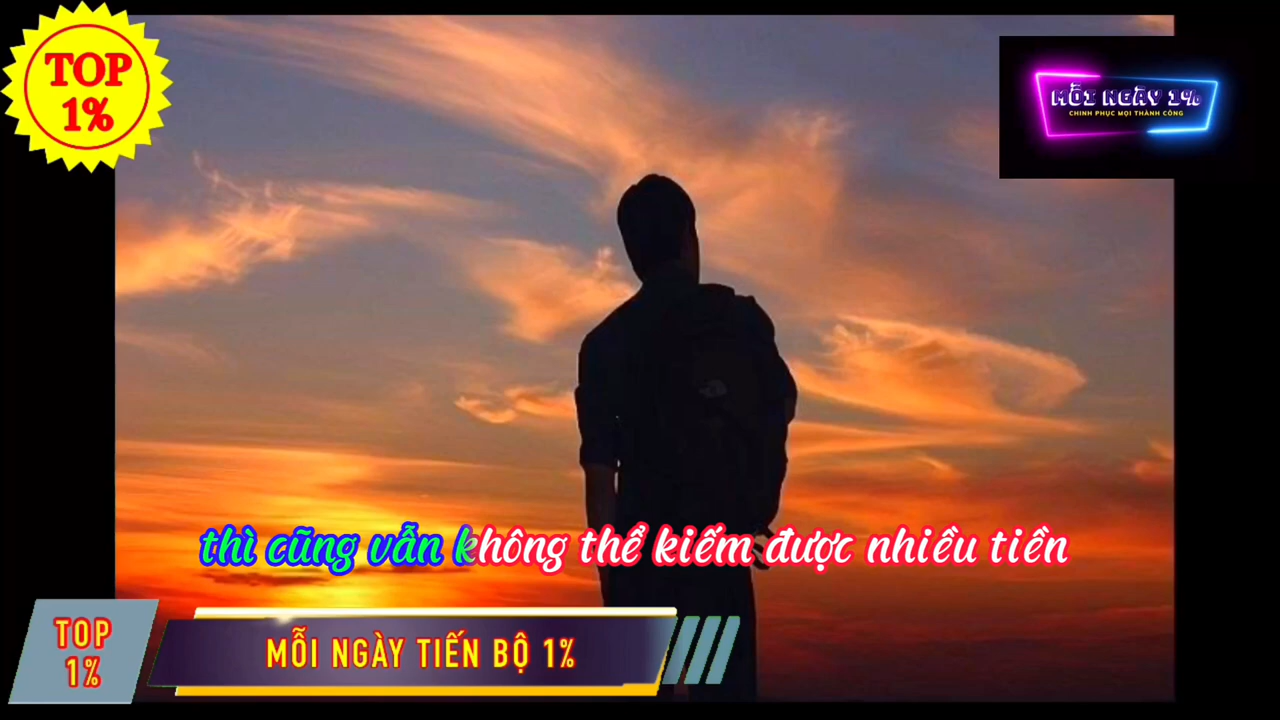 TOP
1%
MỖI NGÀY 1%
CHINH PHỤC MỌI THÀNH CÔNG
thì cũng vẫn không thể kiếm được nhiều tiền
TOP
1%
MỖI NGÀY TIẾN BỘ 1%